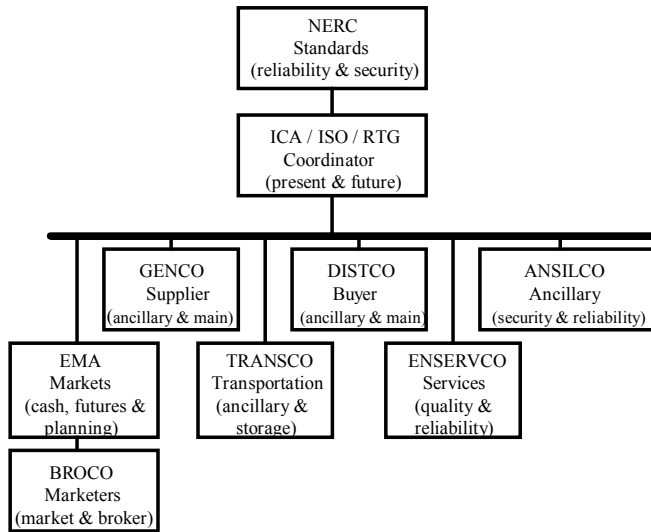 NERC
Standards
(reliability & security)
ICA / ISO / RTG
Coordinator
(present & future)
GENCO
Supplier
(ancillary & main)
DISTCO
Buyer
(ancillary & main)
ANSILCO
Ancillary
(security & reliability)
EMA
Markets
(cash, futures &
planning)
TRANSCO
Transportation
(ancillary &
storage)
ENSERVCO
Services
(quality &
reliability)
BROCO
Marketers
(market & broker)